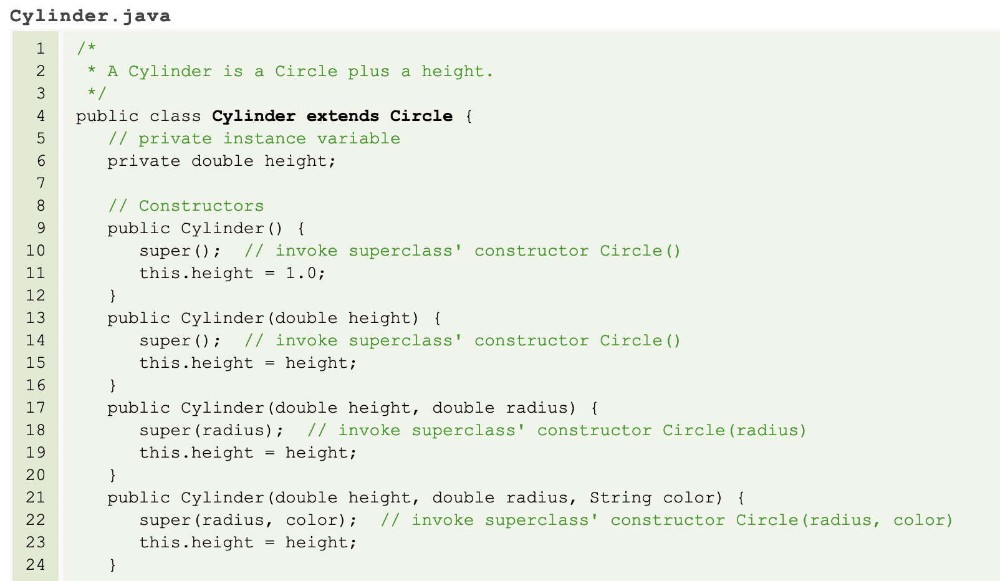 Cylinder.java
1 /*
2  * A Cylinder is a Circle plus a height.
3  */
4 public class Cylinder extends Circle {
5    // private instance variable
6    private double height;
7
8    // Constructors
9    public Cylinder() {
10       super();  // invoke superclass' constructor Circle()
11       this.height = 1.0;
12    }
13    public Cylinder(double height) {
14       super();  // invoke superclass' constructor Circle()
15       this.height = height;
16    }
17    public Cylinder(double height, double radius) {
18       super(radius);  // invoke superclass' constructor Circle(radius)
19       this.height = height;
20    }
21    public Cylinder(double height, double radius, String color) {
22       super(radius, color);  // invoke superclass' constructor Circle(radius, color)
23       this.height = height;
24    }